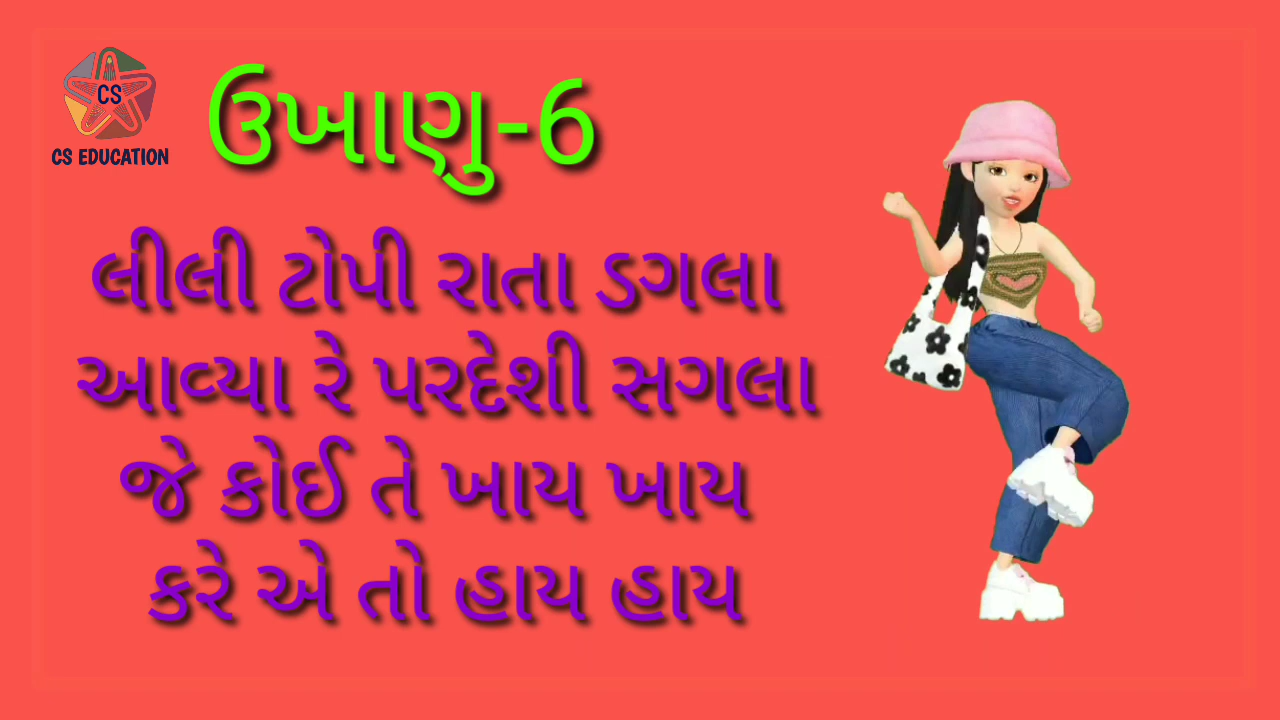 CS
CS EDUCATION
ઉખાણુ-6
લીલી ટોપી રાતા ડગલા
આવ્યા રે પરદેશી સગલા
જે કોઈ તે ખાય ખાય
કરે એ તો હાય હાય